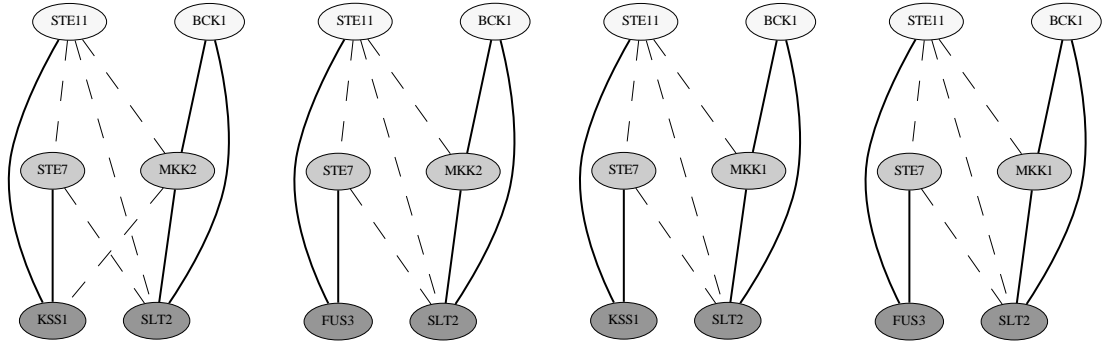 STE11 BCK1 STE11 BCK1 STE11 BCK1 STE11 BCK1
STE7 MKK2 STE7 MKK2 STE7 MKK1 STE7 MKK1
KSS1 SLT2 FUS3 SLT2 KSS1 SLT2 FUS3 SLT2